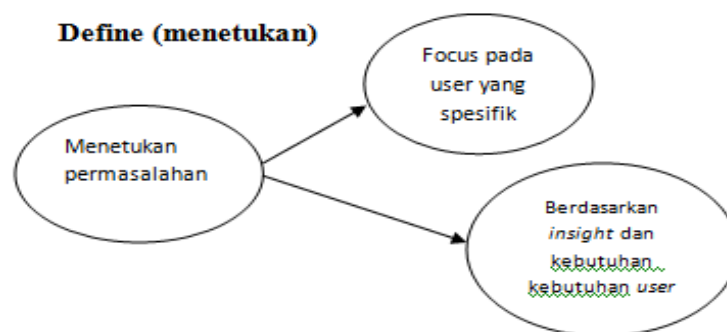 Define (menetukan)
Focus pada
user yang
spesifik
Menetukan
permasalahan
Berdasarkan
insight dan
kebutuhan
kebutuhan user